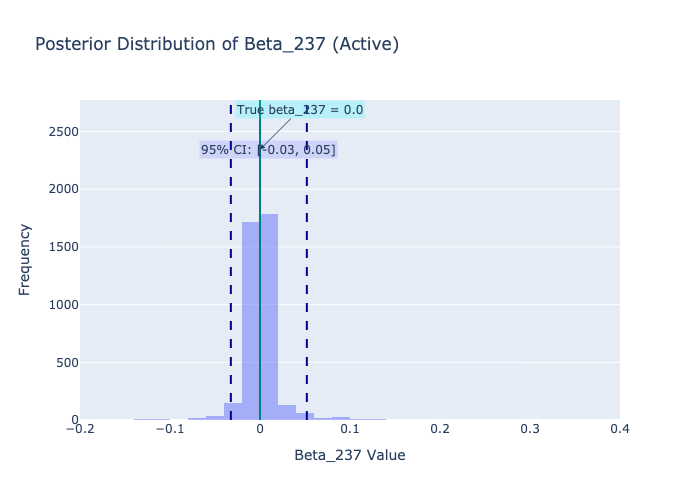 Posterior Distribution of Beta_237 (Active)
True beta_237 = 0.0
95% CI: [-0.03, 0.05]
2500
2000
1500
1000
500
0
Frequency
−0.2
−0.1
0
0.1
0.2
0.3
0.4
Beta_237 Value